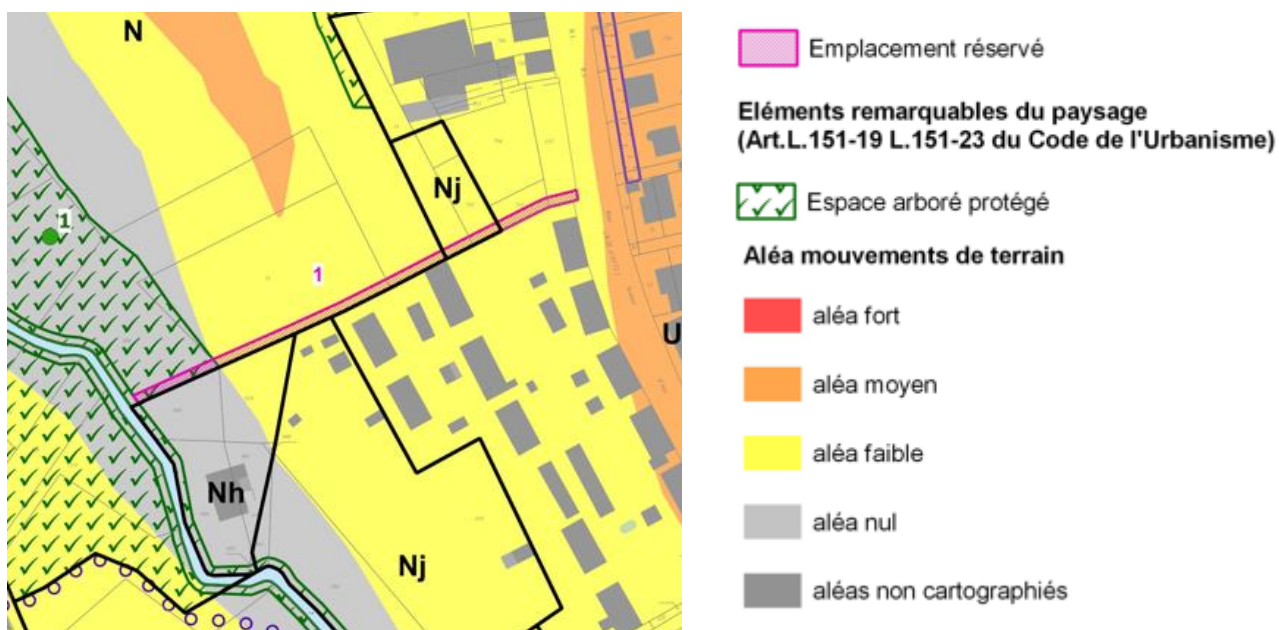 N
Nj
1
1
U
Nh
Nj
Emplacement réservé
Eléments remarquables du paysage
(Art.L.151-19 L.151-23 du Code de l'Urbanisme)
Espace arboré protégé
Aléa mouvements de terrain
aléa fort
aléa moyen
aléa faible
aléa nul
aléas non cartographiés